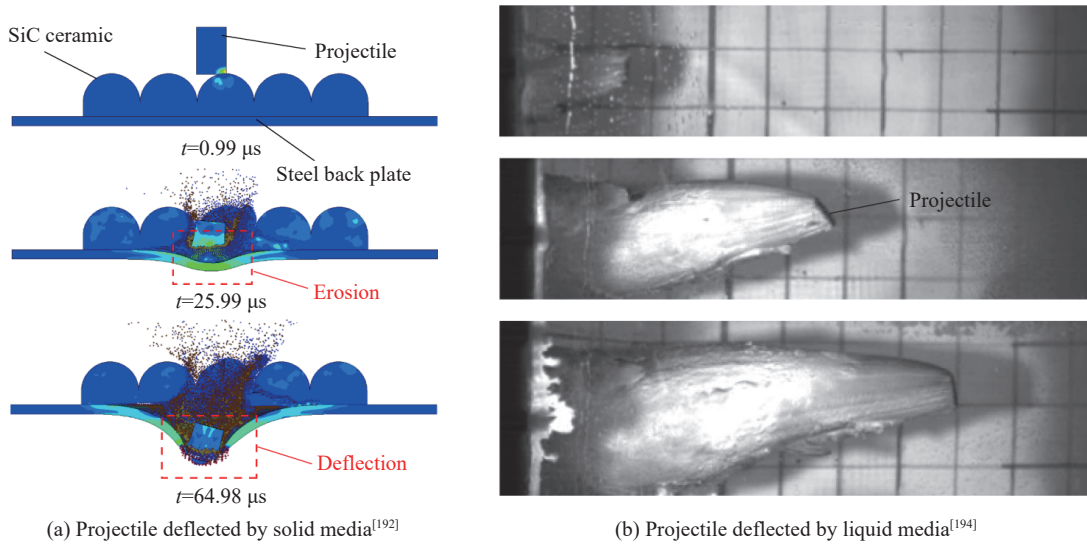 SiC ceramic
Projectile
t=0.99 μs
Steel back plate
Erosion
t=25.99 μs
Deflection
t=64.98 μs
(a) Projectile deflected by solid media[192]
Projectile
(b) Projectile deflected by liquid media[194]